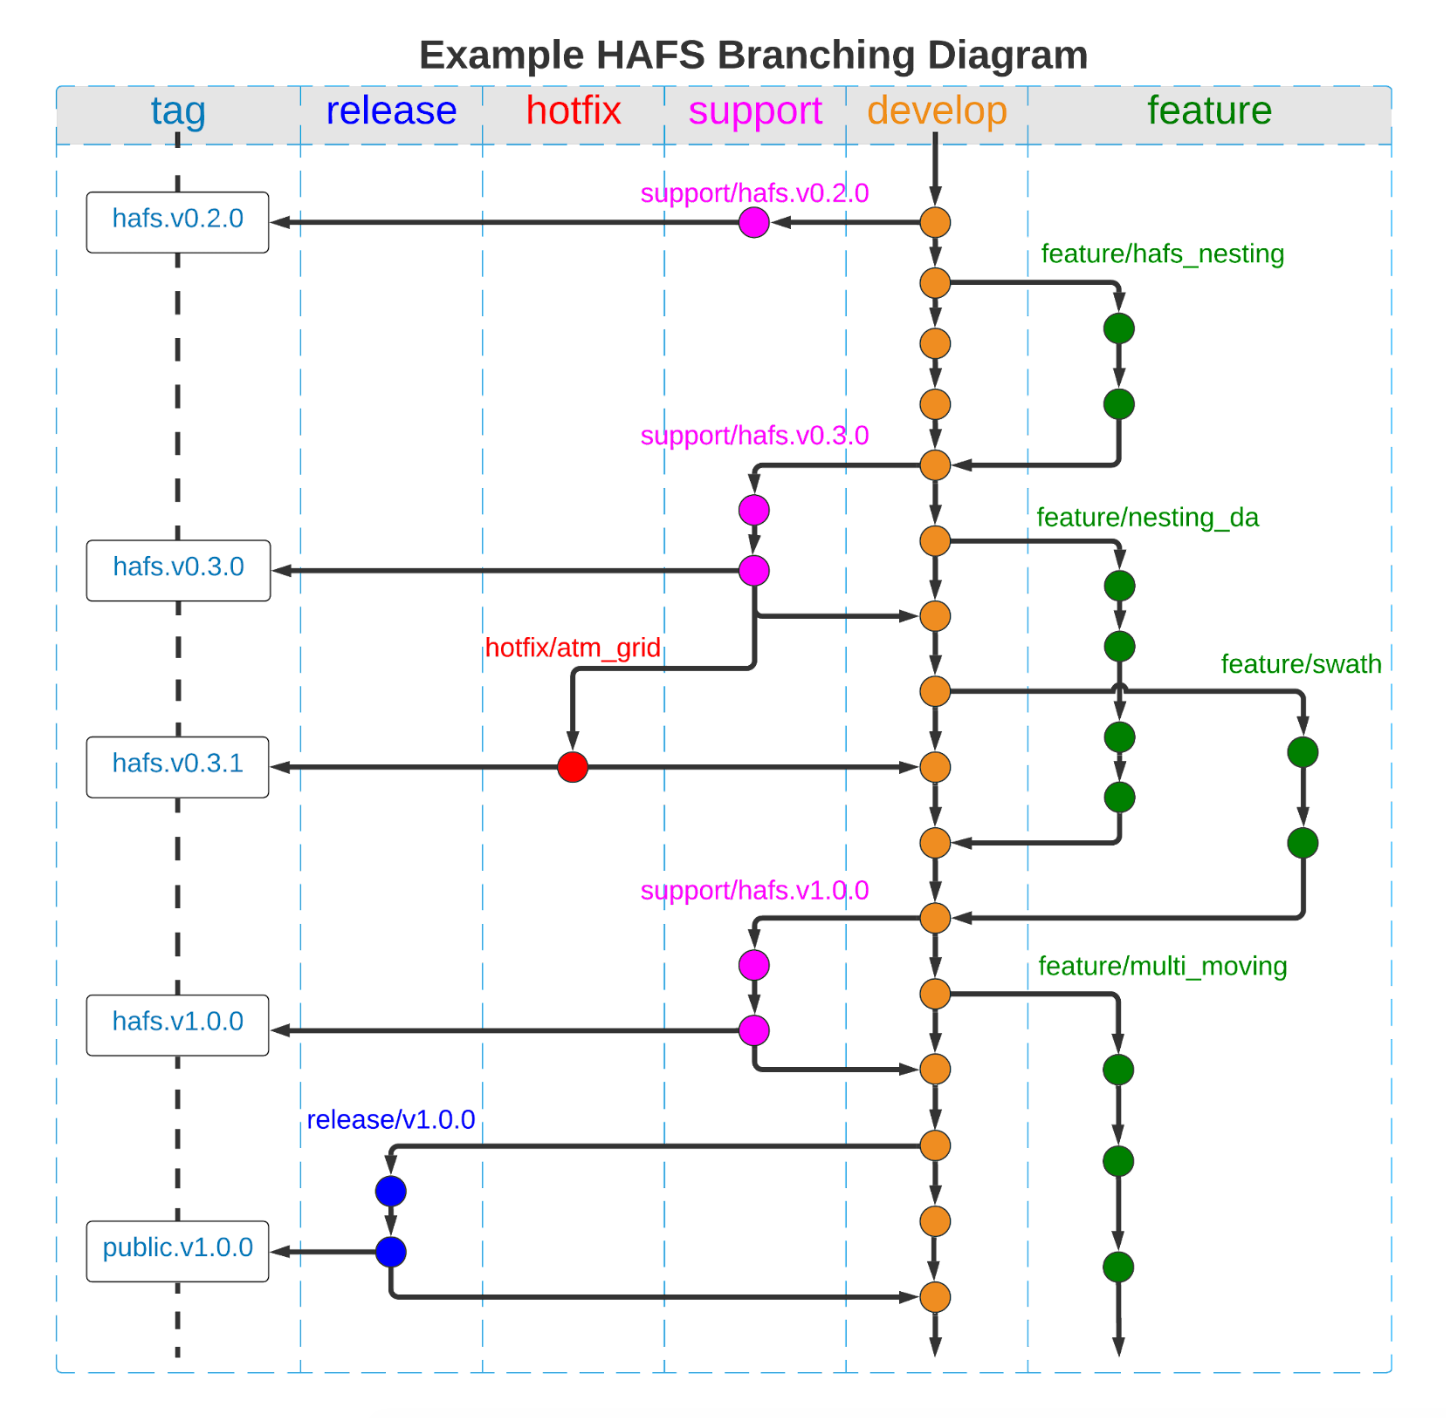 Example HAFS Branching Diagram
tag release hotfix support develop feature
support/hafs.v0.2.0
hafs.v0.2.0
feature/hafs_nesting
support/hafs.v0.3.0
feature/nesting_da
hafs.v0.3.0
hotfix/atm_grid
feature/swath
hafs.v0.3.1
support/hafs.v1.0.0
feature/multi_moving
hafs.v1.0.0
release/v1.0.0
public.v1.0.0